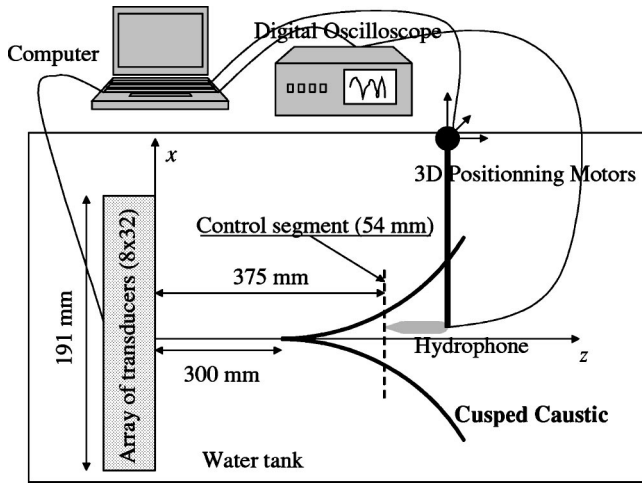 Digital Oscilloscope
Computer
x
3D Positionning Motors
Control segment (54 mm)
375 mm
Array of transducers (8x32)
191 mm
Hydrophone
z
300 mm
Cusped Caustic
Water tank